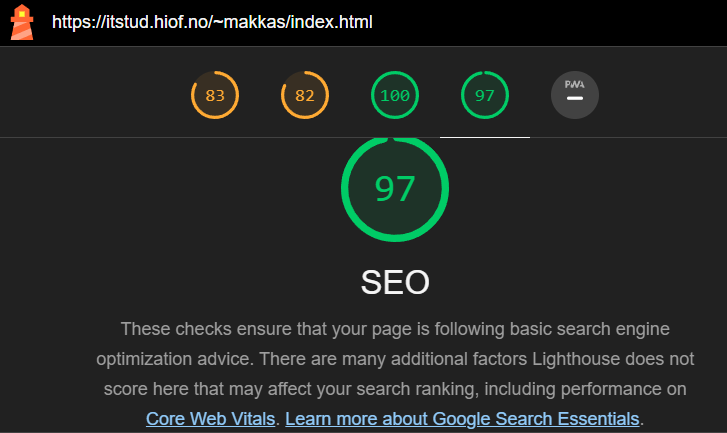 https://itstud.hiof.no/~makkas/index.html
83 82 100 97 PWA
97
SEO
These checks ensure that your page is following basic search engine
optimization advice. There are many additional factors Lighthouse does not
score here that may affect your search ranking, including performance on
Core Web Vitals. Learn more about Google Search Essentials.